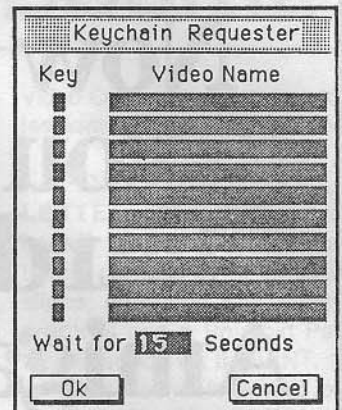 Keychain Requester
Key Video Name
Wait for 15 Seconds
Ok Cancel